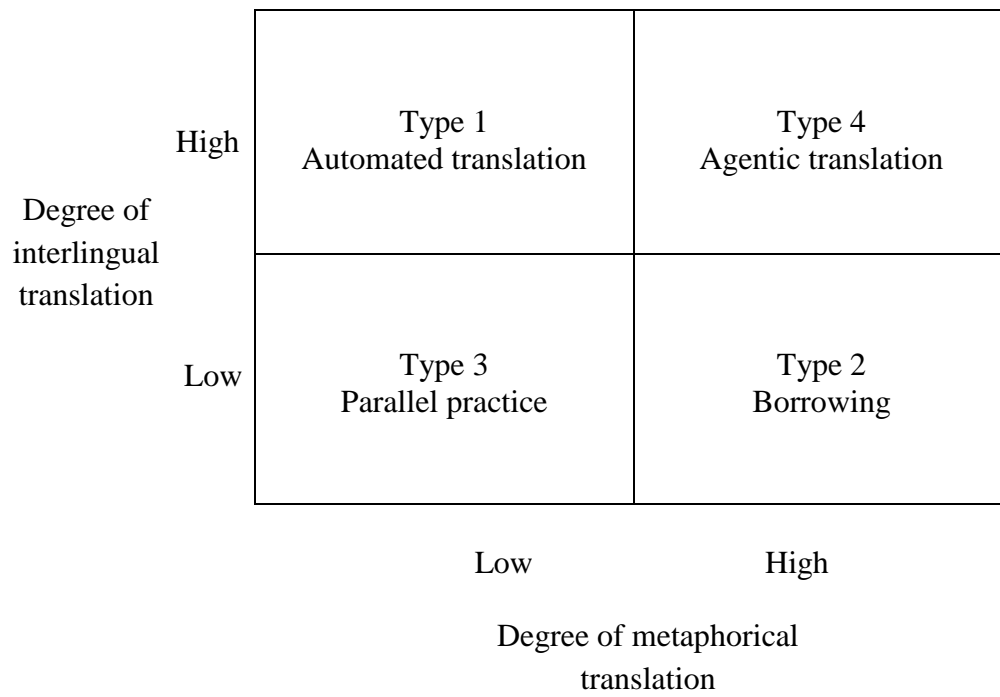 Type 1
Automated translation
Type 4
Agentic translation
High
Degree of
interlingual
translation
Low
Type 3
Parallel practice
Type 2
Borrowing
Low
High
Degree of metaphorical
translation